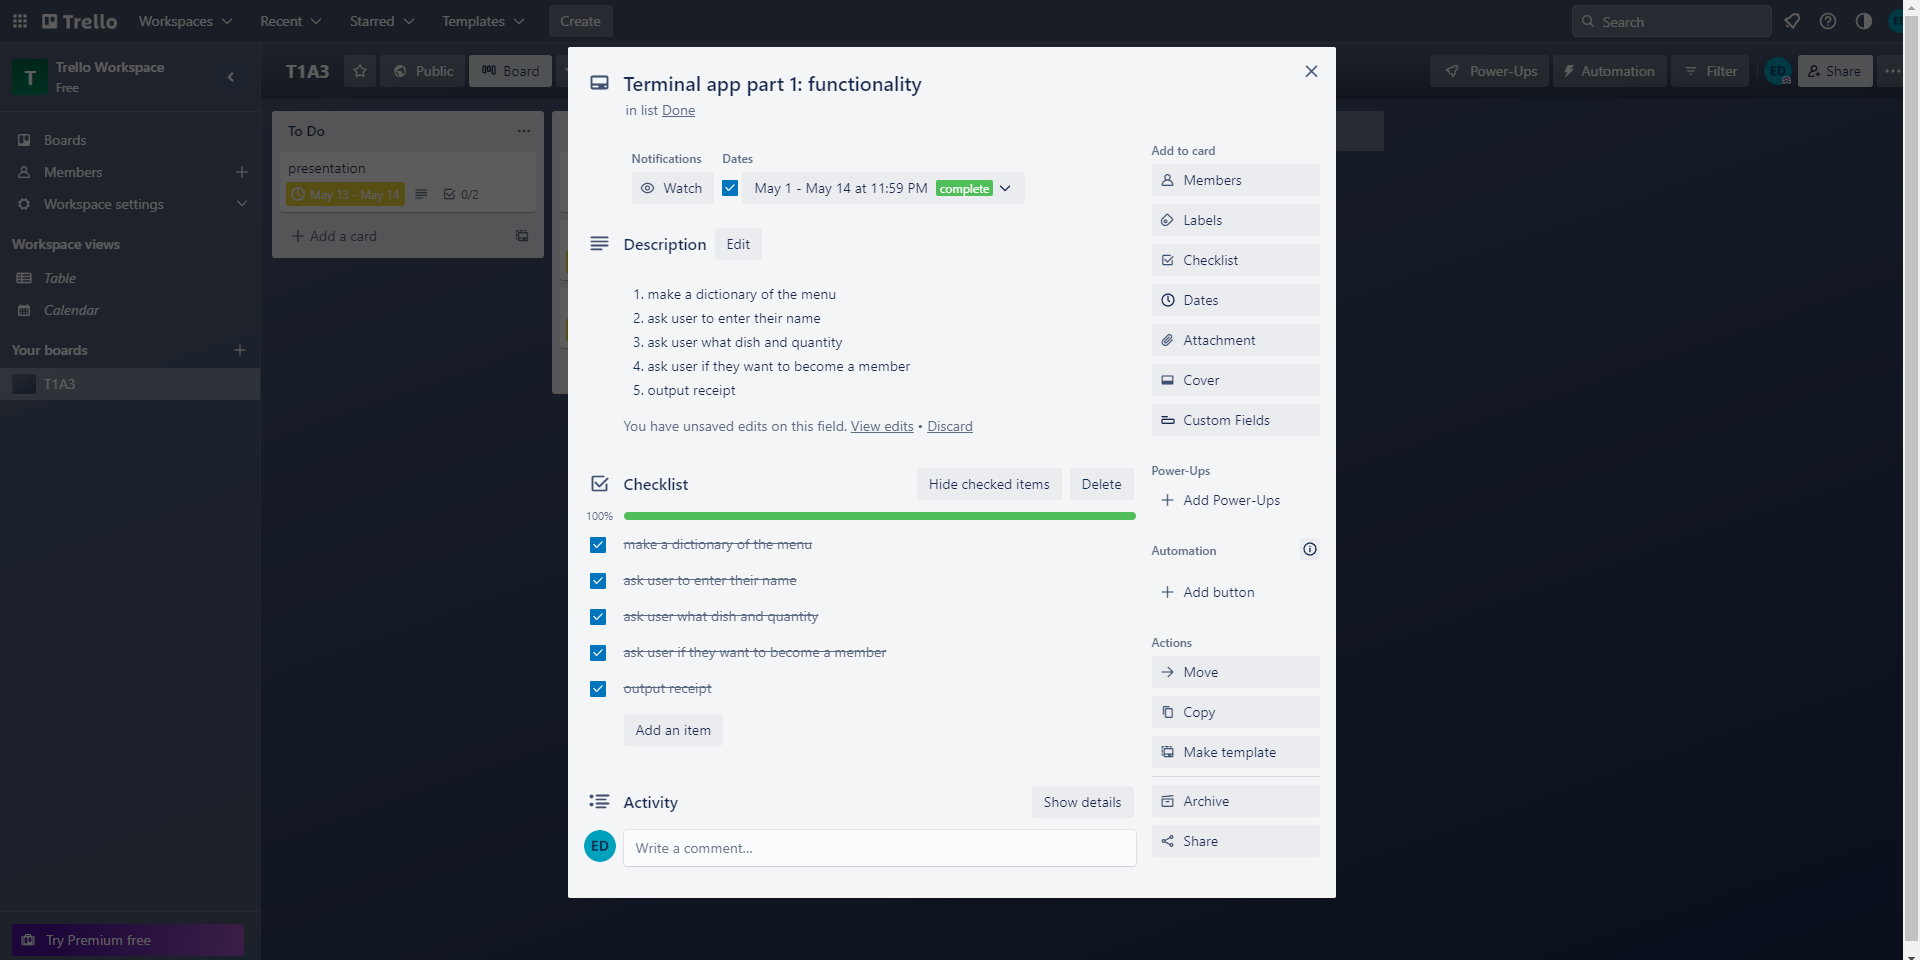 Trello
Workspaces
Recent
Starred
Templates
Create
Search
Trello Workspace
Free
T1A3
Public
Board
Power-Ups
Automation
Filter
ED
Share
Boards
Members
Workspace settings
Workspace views
Table
Calendar
Your boards
T1A3
Try Premium free
To Do
presentation
May 13 - May 14
0/2
Add a card
Terminal app part 1: functionality
in list Done
Notifications
Dates
Watch
May 1 - May 14 at 11:59 PM complete
Description
Edit
1. make a dictionary of the menu
2. ask user to enter their name
3. ask user what dish and quantity
4. ask user if they want to become a member
5. output receipt
You have unsaved edits on this field. View edits • Discard
Checklist
Hide checked items
Delete
100%
make a dictionary of the menu
ask user to enter their name
ask user what dish and quantity
ask user if they want to become a member
output receipt
Add an item
Activity
Show details
ED
Write a comment...
Add to card
Members
Labels
Checklist
Dates
Attachment
Cover
Custom Fields
Power-Ups
Add Power-Ups
Automation
Add button
Actions
Move
Copy
Make template
Archive
Share